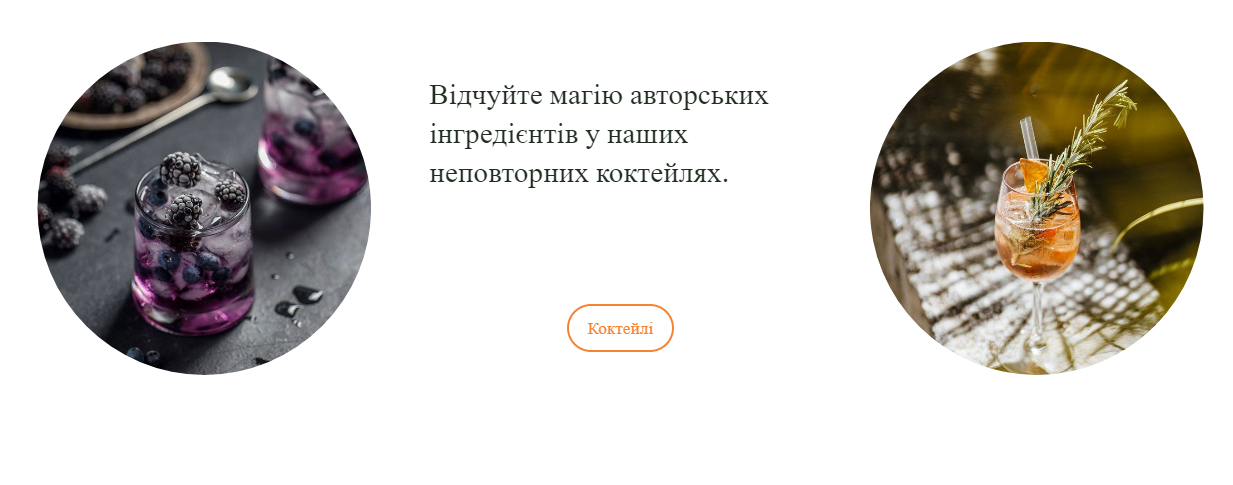 Відчуйте магію авторських
інгредієнтів у наших
неповторних коктейлях.
Коктейлі